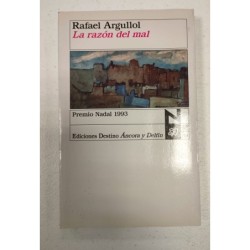 Rafael Argullol
La razón del mal
Premio Nadal 1993
Ediciones Destino Áncora y Delfín